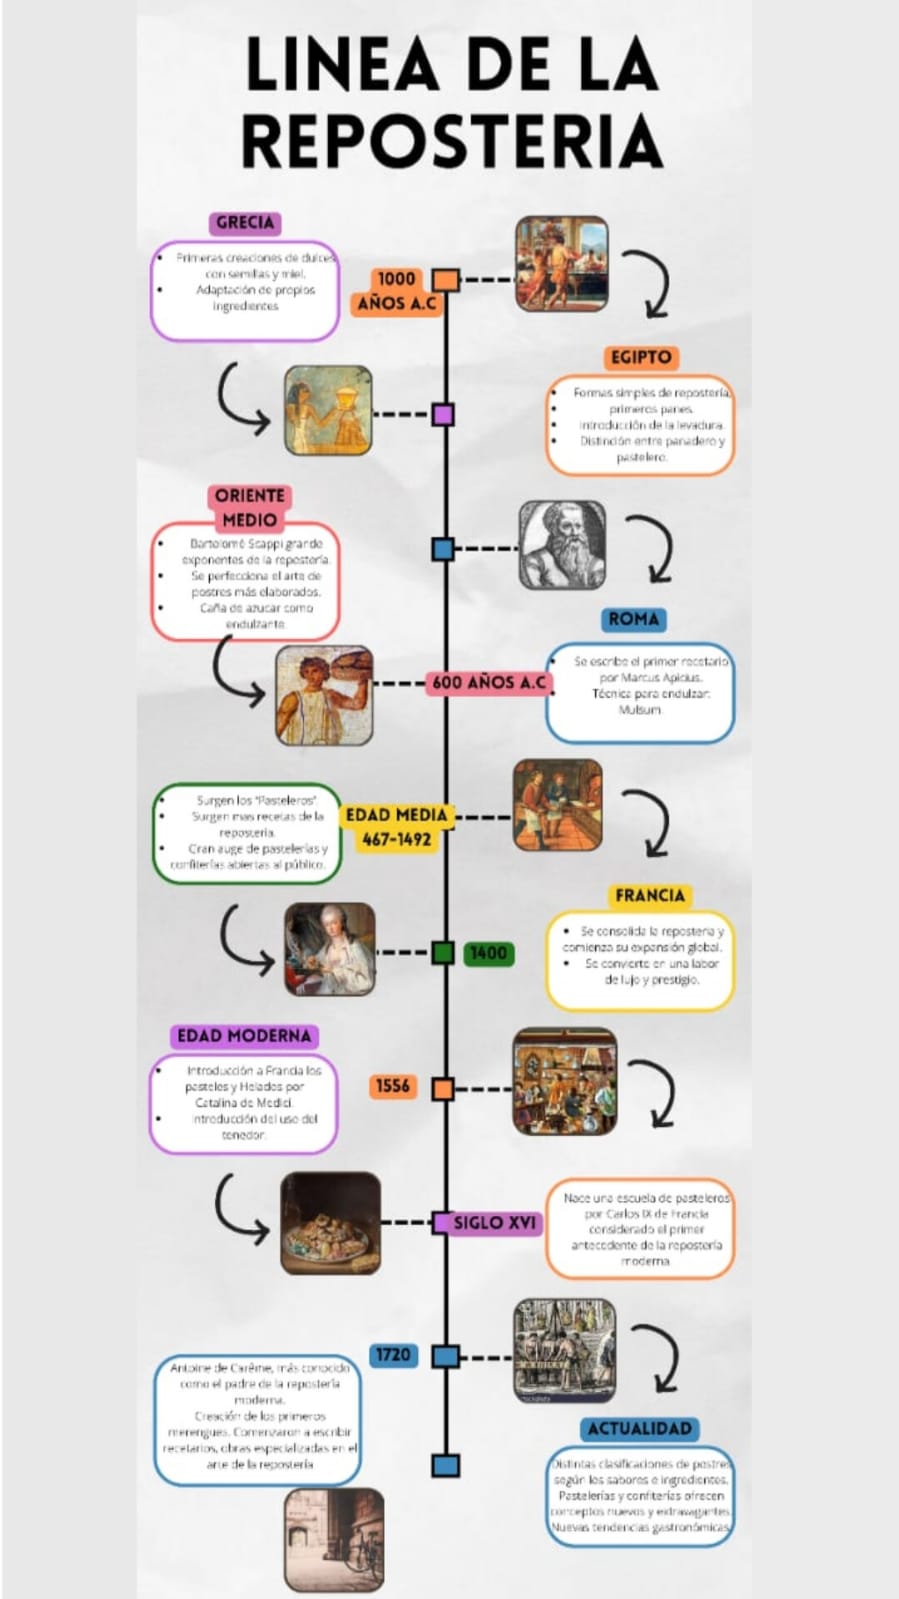 LINEA DE LA
REPOSTERIA
GRECIA
• Primeras creaciones de dulces
con semillas y miel.
• Adaptación de propios
ingredientes
1000
AÑOS A.C
EGIPTO
• Formas simples de repostería,
• primeros panes.
• Introducción de la levadura.
• Distinción entre panadero y
pastelero.
ORIENTE
MEDIO
• Bartolomé Scappi grande
exponentes de la repostería.
• Se perfecciona el arte de
postres más elaborados.
• Caña de azucar como
endulzante.
ROMA
• Se escribe el primer recetario
por Marcus Apicius.
• Técnica para endulzar:
Mulsum.
600 AÑOS A.C
• Surgen los "Pasteleros".
• Surgen mas recetas de la
repostería.
• Gran auge de pastelerías y
confiterías abiertas al público.
EDAD MEDIA
467-1492
FRANCIA
• Se consolida la reposteria y
comienza su expansión global.
• Se convierte en una labor
de lujo y prestigio.
1400
EDAD MODERNA
• Introducción a Francia los
pasteles y Helados por
Catalina de Medici.
• Introducción del uso del
tenedor.
1556
SIGLO XVI
Nace una escuela de pasteleros
por Carlos IX de Francia
considerado el primer
antecedente de la repostería
moderna
1720
Antoine de Carême, más conocido
como el padre de la repostería
moderna.
Creación de los primeros
merengues. Comenzaron a escribir
recetarios, obras especializadas en el
arte de la repostería
ACTUALIDAD
Distintas clasificaciones de postres
según los sabores e ingredientes.
Pastelerías y confiterías ofrecen
conceptos nuevos y extravagantes.
Nuevas tendencias gastronómicas.